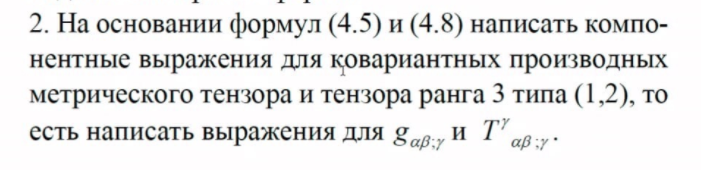 2. На основании формул (4.5) и (4.8) написать компо-
нентные выражения для ковариантных производных
метрического тензора и тензора ранга 3 типа (1,2), то
есть написать выражения для g_{αβ;γ} и T^{γ}_{αβ;γ}.